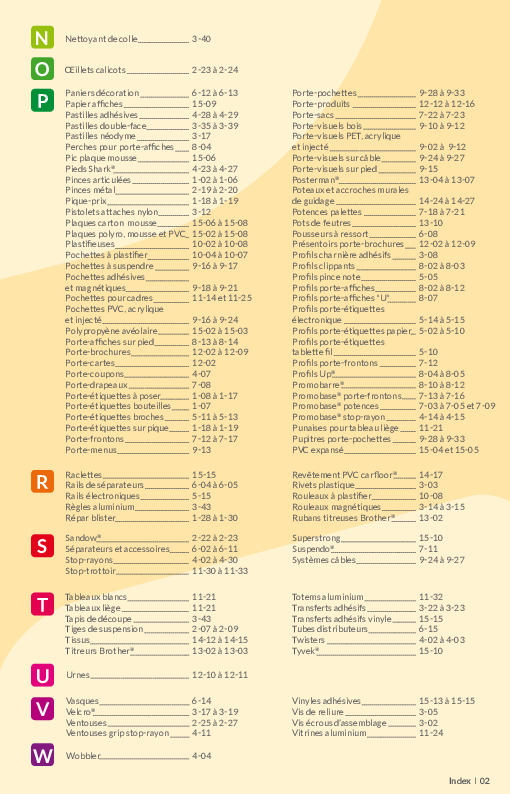 N
Nettoyant de colle 3-40
O
Œillets calicots 2-23 à 2-24
P
Paniers décoration 6-12 à 6-13
Papier affiches 15-09
Pastilles adhésives 4-28 à 4-29
Pastilles double-face 3-35 à 3-39
Pastilles néodyme 3-17
Perches pour porte-affiches 8-04
Pic plaque mousse 15-06
Pieds Shark® 4-23 à 4-27
Pinces articulées 1-02 à 1-06
Pinces métal 2-19 à 2-20
Pique-prix 1-18 à 1-19
Pistolets attaches nylon 3-12
Plaques carton mousse 15-06 à 15-08
Plaques polyro, mousse et PVC 15-02 à 15-08
Plastifieuses 10-02 à 10-08
Pochettes à plastifier 10-04 à 10-07
Pochettes à suspendre 9-16 à 9-17
Pochettes adhésives
et magnétiques 9-18 à 9-21
Pochettes pour cadres 11-14 et 11-25
Pochettes PVC, acrylique
et injecté 9-16 à 9-24
Polypropyène avéolaire 15-02 à 15-03
Porte-affiches sur pied 8-13 à 8-14
Porte-brochures 12-02 à 12-09
Porte-cartes 12-02
Porte-coupons 4-07
Porte-drapeaux 7-08
Porte-étiquettes à poser 1-08 à 1-17
Porte-étiquettes bouteilles 1-07
Porte-étiquettes broches 5-11 à 5-13
Porte-étiquettes sur pique 1-18 à 1-19
Porte-frontons 7-12 à 7-17
Porte-menus 9-13
Porte-pochettes 9-28 à 9-33
Porte-produits 12-12 à 12-16
Porte-sacs 7-22 à 7-23
Porte-visuels bois 9-10 à 9-12
Porte-visuels PET, acrylique
et injecté 9-02 à 9-12
Porte-visuels sur câble 9-24 à 9-27
Porte-visuels sur pied 9-15
Posterman® 13-04 à 13-07
Poteaux et accroches murales
de guidage 14-24 à 14-27
Potences palettes 7-18 à 7-21
Pots de feutres 13-10
Pousseurs à ressort 6-08
Présentoirs porte-brochures 12-02 à 12-09
Profils charnière adhésifs 3-08
Profils clippants 8-02 à 8-03
Profils pince note 5-05
Profils porte-affiches 8-02 à 8-12
Profils porte-affiches "U" 8-07
Profils porte-étiquettes
électronique 5-14 à 5-15
Profils porte-étiquettes papier 5-02 à 5-10
Profils porte-étiquettes
tablette fil 5-10
Profils porte-frontons 7-12
Profils Up® 8-04 à 8-05
Promobarre® 8-10 à 8-12
Promobase® porte-frontons 7-13 à 7-16
Promobase® potences 7-03 à 7-05 et 7-09
Promobase® stop-rayon 4-14 à 4-15
Punaises pour tableau liège 11-21
Pupitres porte-pochettes 9-28 à 9-33
PVC expansé 15-04 et 15-05
R
Raclettes 15-15
Rails de séparateurs 6-04 à 6-05
Rails électroniques 5-15
Règles aluminium 3-43
Répar blister 1-28 à 1-30
Revêtement PVC carfloor® 14-17
Rivets plastique 3-03
Rouleaux à plastifier 10-08
Rouleaux magnétiques 3-14 à 3-15
Rubans titreuses Brother® 13-02
S
Sandow® 2-22 à 2-23
Séparateurs et accessoires 6-02 à 6-11
Stop-rayons 4-02 à 4-30
Stop-trottoir 11-30 à 11-33
Superstrong 15-10
Suspendo® 7-11
Systèmes câbles 9-24 à 9-27
T
Tableaux blancs 11-21
Tableaux liège 11-21
Tapis de découpe 3-43
Tiges de suspension 2-07 à 2-09
Tissus 14-12 à 14-15
Titreurs Brother® 13-02 à 13-03
Totems aluminium 11-32
Transferts adhésifs 3-22 à 3-23
Transferts adhésifs vinyle 15-15
Tubes distributeurs 6-15
Twisters 4-02 à 4-03
Tyvek® 15-10
U
Urnes 12-10 à 12-11
V
Vasques 6-14
Velcro® 3-17 à 3-19
Ventouses 2-25 à 2-27
Ventouses grip stop-rayon 4-11
Vinyles adhésives 15-13 à 15-15
Vis de reliure 3-05
Vis écrous d'assemblage 3-02
Vitrines aluminium 11-24
W
Wobbler 4-04
Index | 02